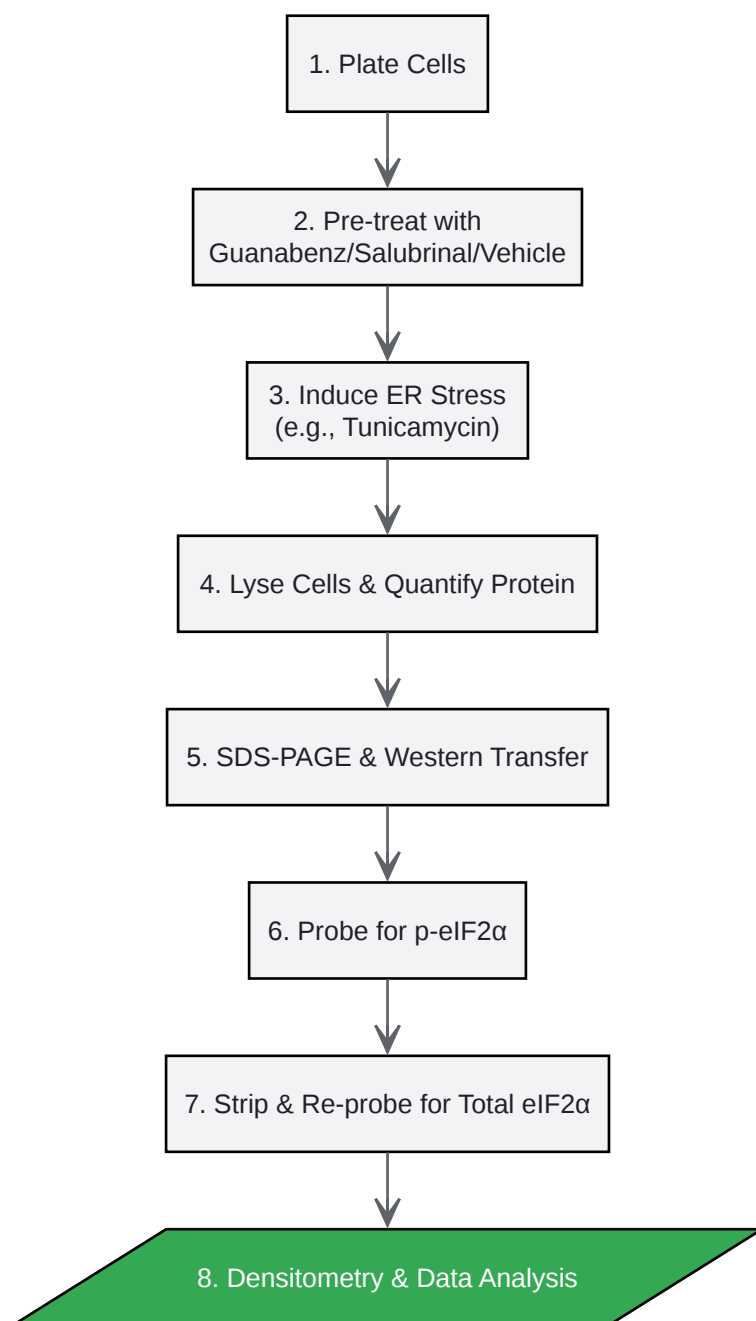 1. Plate Cells
2. Pre-treat with
Guanabenz/Salubrinal/Vehicle
3. Induce ER Stress
(e.g., Tunicamycin)
4. Lyse Cells & Quantify Protein
5. SDS-PAGE & Western Transfer
6. Probe for p-eIF2α
7. Strip & Re-probe for Total eIF2α
8. Densitometry & Data Analysis